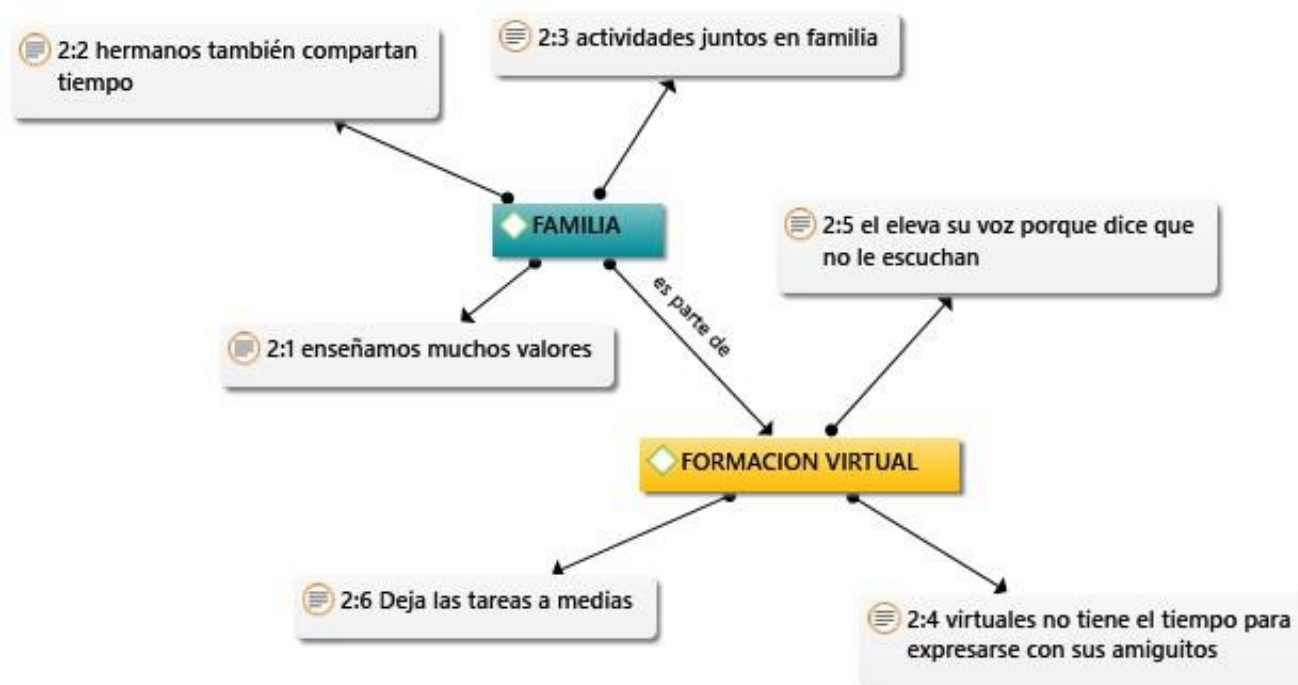 2:2 hermanos también compartan
tiempo
2:3 actividades juntos en familia
FAMILIA
2:5 el eleva su voz porque dice que
no le escuchan
es parte de
2:1 enseñamos muchos valores
FORMACION VIRTUAL
2:6 Deja las tareas a medias
2:4 virtuales no tiene el tiempo para
expresarse con sus amiguitos